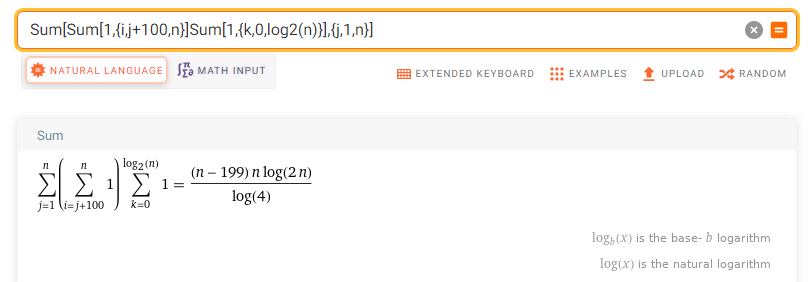 Sum[Sum[1,{i,j+100,n}]Sum[1,{k,0,log2(n)}],{j,1,n}]
NATURAL LANGUAGE ∫Σ∂π MATH INPUT EXTENDED KEYBOARD EXAMPLES UPLOAD RANDOM
Sum
∑_{j=1}^{n} (∑_{i=j+100}^{n} 1) ∑_{k=0}^{log₂(n)} 1 = (n − 199) n log(2 n) / log(4)
log_b(x) is the base- b logarithm
log(x) is the natural logarithm